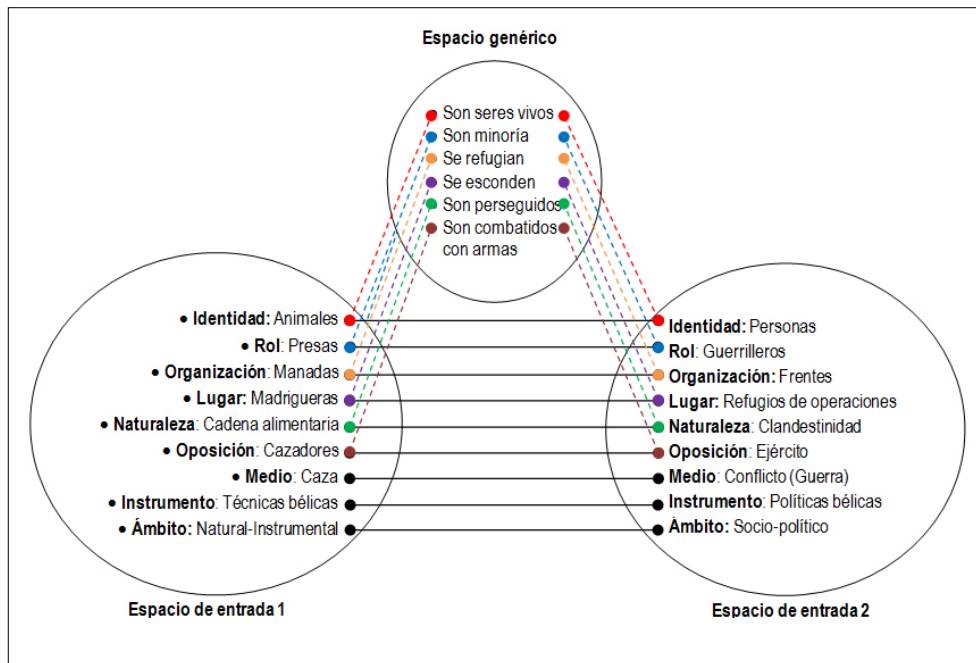 Espacio genérico
Son seres vivos
Son minoría
Se refugian
Se esconden
Son perseguidos
Son combatidos
con armas
• Identidad: Animales
• Rol: Presas
• Organización: Manadas
• Lugar: Madrigueras
• Naturaleza: Cadena alimentaria
• Oposición: Cazadores
• Medio: Caza
• Instrumento: Técnicas bélicas
• Ámbito: Natural-Instrumental
Espacio de entrada 1
Identidad: Personas
Rol: Guerrilleros
Organización: Frentes
Lugar: Refugios de operaciones
Naturaleza: Clandestinidad
Oposición: Ejército
Medio: Conflicto (Guerra)
Instrumento: Políticas bélicas
Ámbito: Socio-político
Espacio de entrada 2